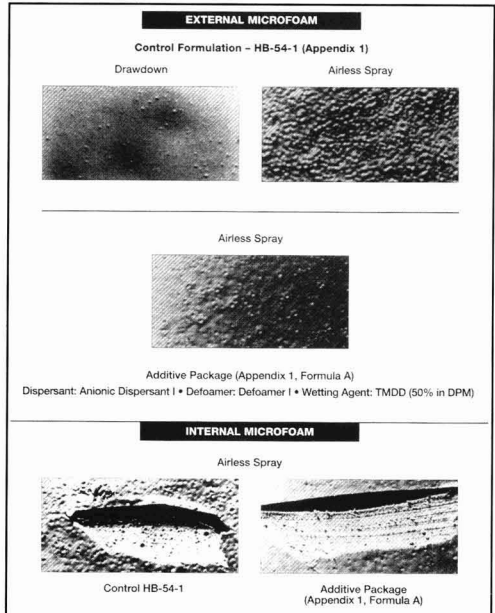 EXTERNAL MICROFOAM
Control Formulation – HB-54-1 (Appendix 1)
Drawdown
Airless Spray
Airless Spray
Additive Package (Appendix 1, Formula A)
Dispersant: Anionic Dispersant I • Defoamer: Defoamer I • Wetting Agent: TMDD (50% in DPM)
INTERNAL MICROFOAM
Airless Spray
Control HB-54-1
Additive Package
(Appendix 1, Formula A)